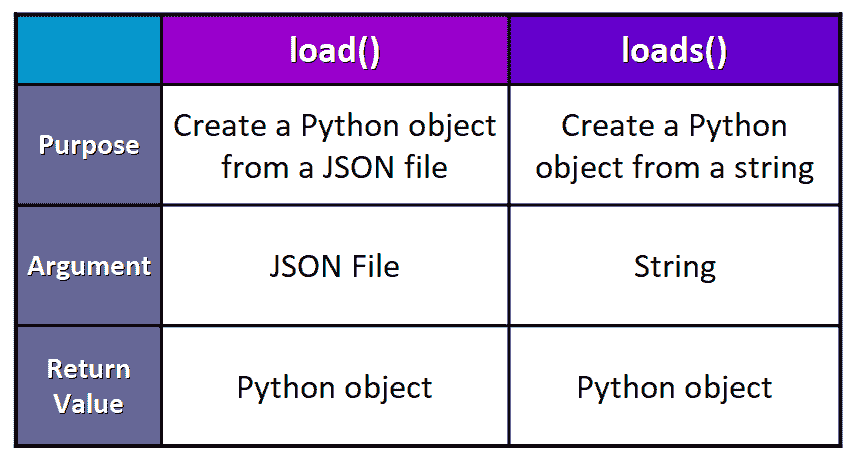 load()
loads()
Purpose
Create a Python object
from a JSON file
Create a Python
object from a string
Argument
JSON File
String
Return
Value
Python object
Python object